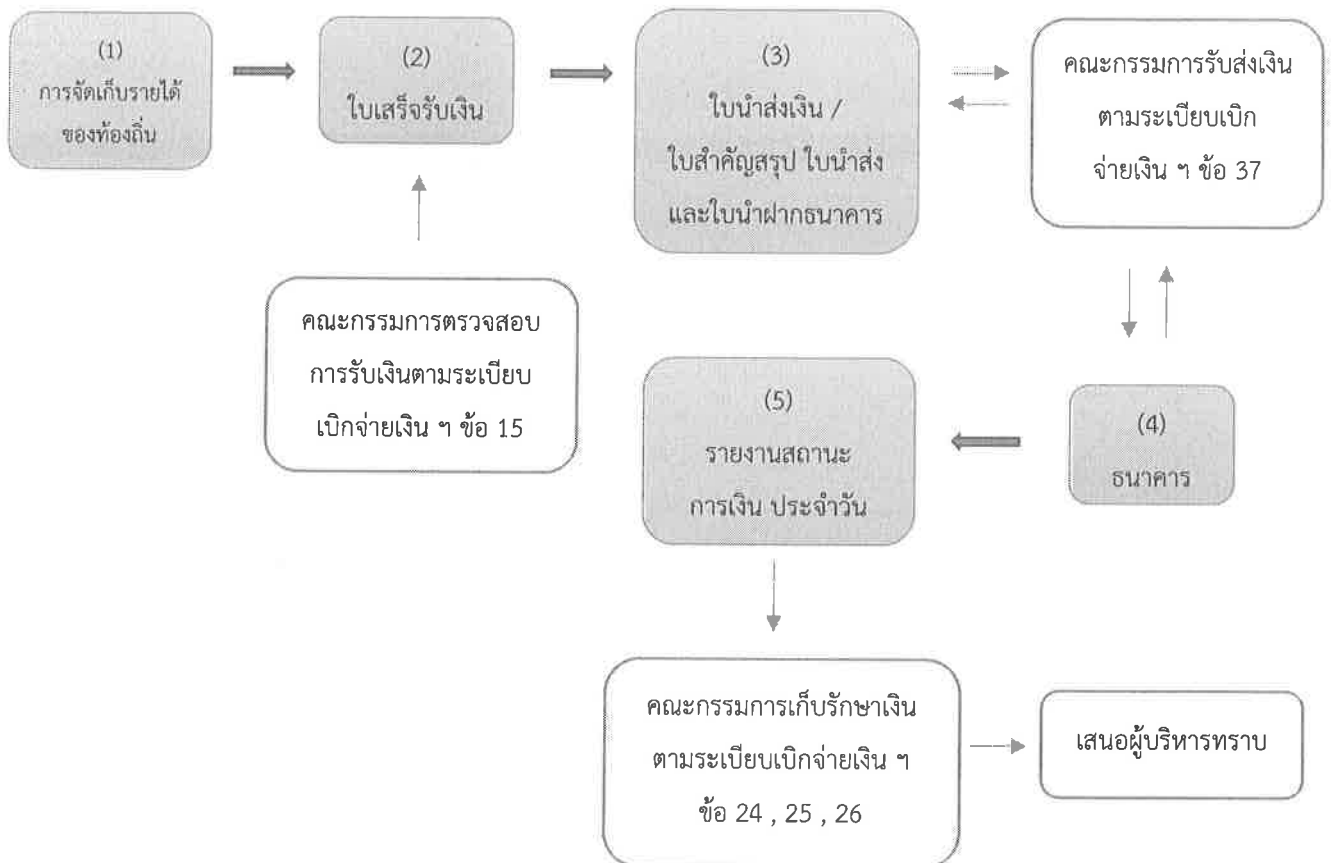 (1)
การจัดเก็บรายได้
ของท้องถิ่น
(2)
ใบเสร็จรับเงิน
(3)
ใบนำส่งเงิน /
ใบสำคัญสรุป ใบนำส่ง
และใบนำฝากธนาคาร
คณะกรรมการรับส่งเงิน
ตามระเบียบเบิก
จ่ายเงิน ฯ ข้อ 37
คณะกรรมการตรวจสอบ
การรับเงินตามระเบียบ
เบิกจ่ายเงิน ฯ ข้อ 15
(4)
ธนาคาร
(5)
รายงานสถานะ
การเงิน ประจำวัน
คณะกรรมการเก็บรักษาเงิน
ตามระเบียบเบิกจ่ายเงิน ฯ
ข้อ 24 , 25 , 26
เสนอผู้บริหารทราบ